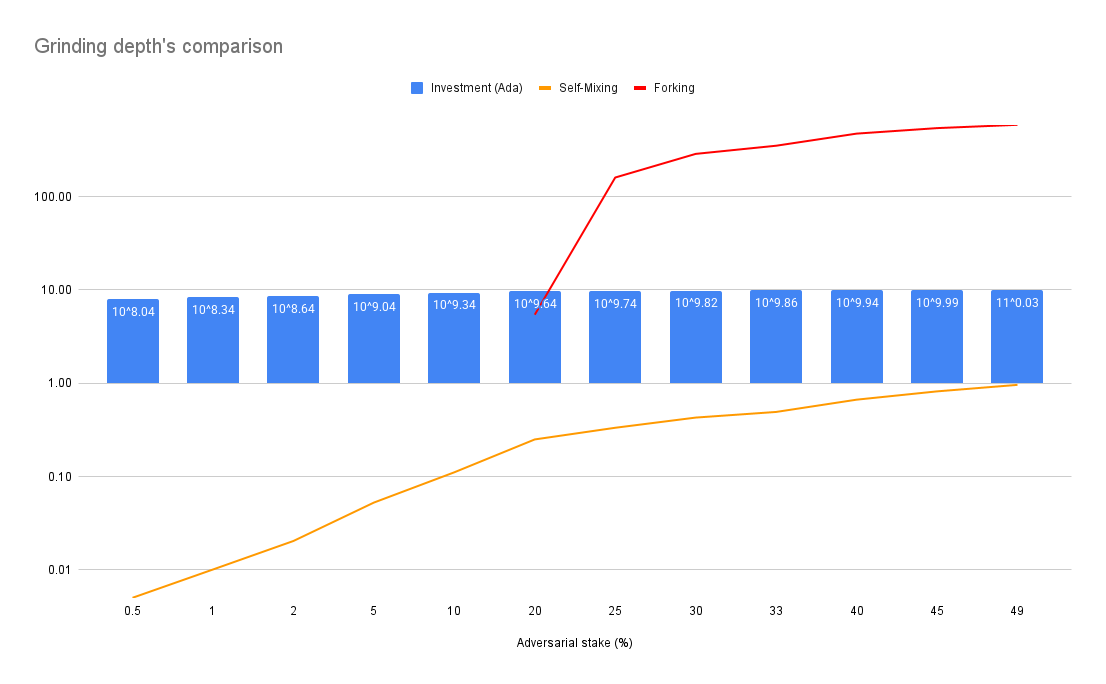 Grinding depth's comparison
Investment (Ada) Self-Mixing Forking
100.00
10.00
1.00
0.10
0.01
10^8.04 10^8.34 10^8.64 10^9.04 10^9.34 10^9.64 10^9.74 10^9.82 10^9.86 10^9.94 10^9.99 11^0.03
0.5 1 2 5 10 20 25 30 33 40 45 49
Adversarial stake (%)